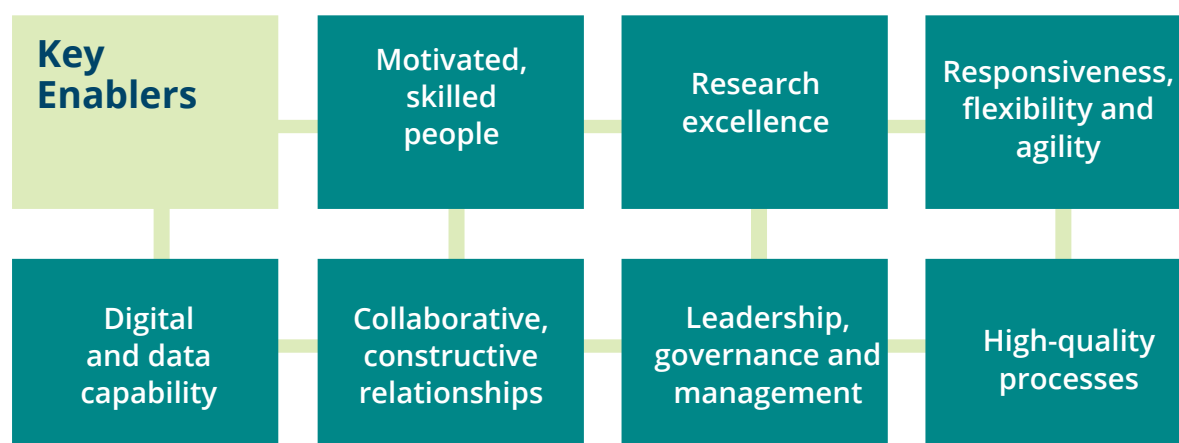 Key
Enablers
Motivated,
skilled
people
Research
excellence
Responsiveness,
flexibility and
agility
Digital
and data
capability
Collaborative,
constructive
relationships
Leadership,
governance and
management
High-quality
processes